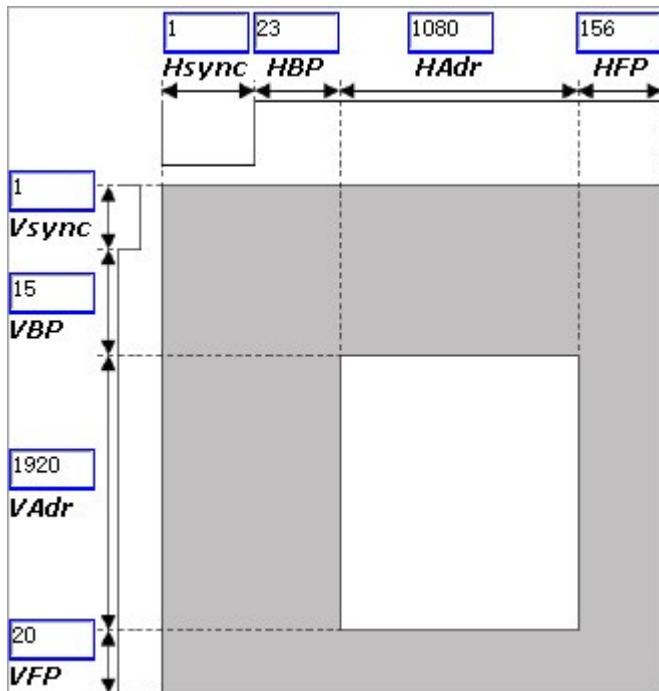 1 23 1080 156
Hsync HBP HAdr HFP
1
Vsync
15
VBP
1920
VAdr
20
VFP